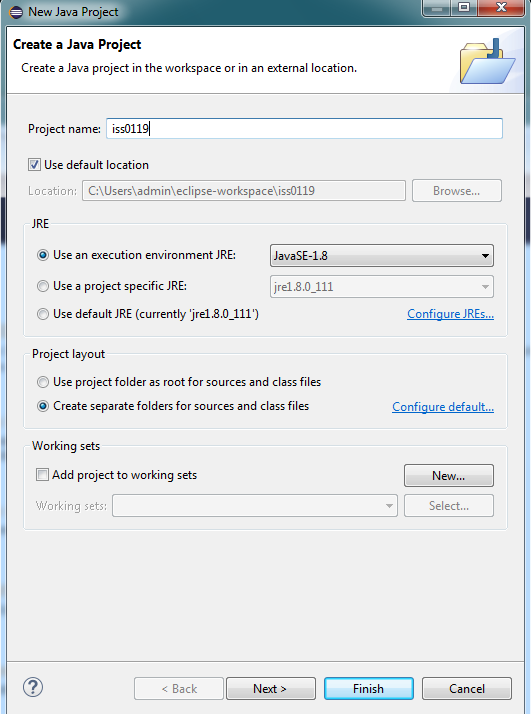 New Java Project
Create a Java Project
Create a Java project in the workspace or in an external location.
Project name: iss0119
Use default location
Location: C:\Users\admin\eclipse-workspace\iss0119 Browse...
JRE
Use an execution environment JRE: JavaSE-1.8
Use a project specific JRE: jre1.8.0_111
Use default JRE (currently 'jre1.8.0_111') Configure JREs...
Project layout
Use project folder as root for sources and class files
Create separate folders for sources and class files Configure default...
Working sets
Add project to working sets New...
Working sets: Select...
? < Back Next > Finish Cancel